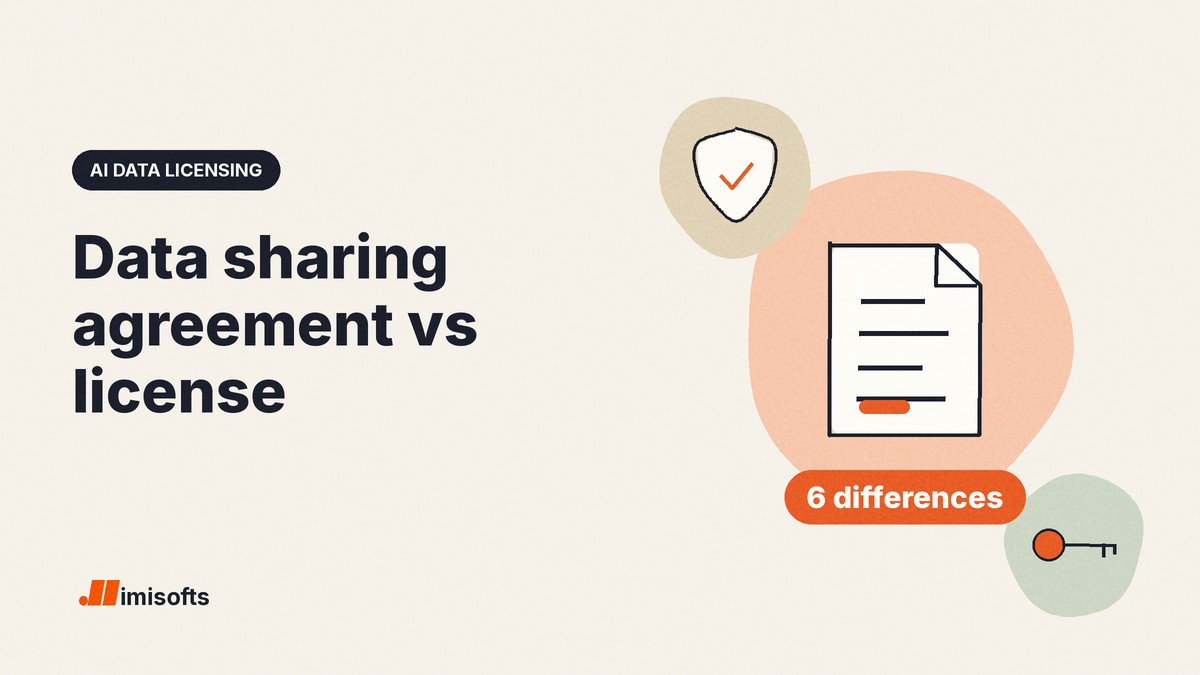 AI DATA LICENSING
Data sharing
agreement vs
license
6 differences
imisofts